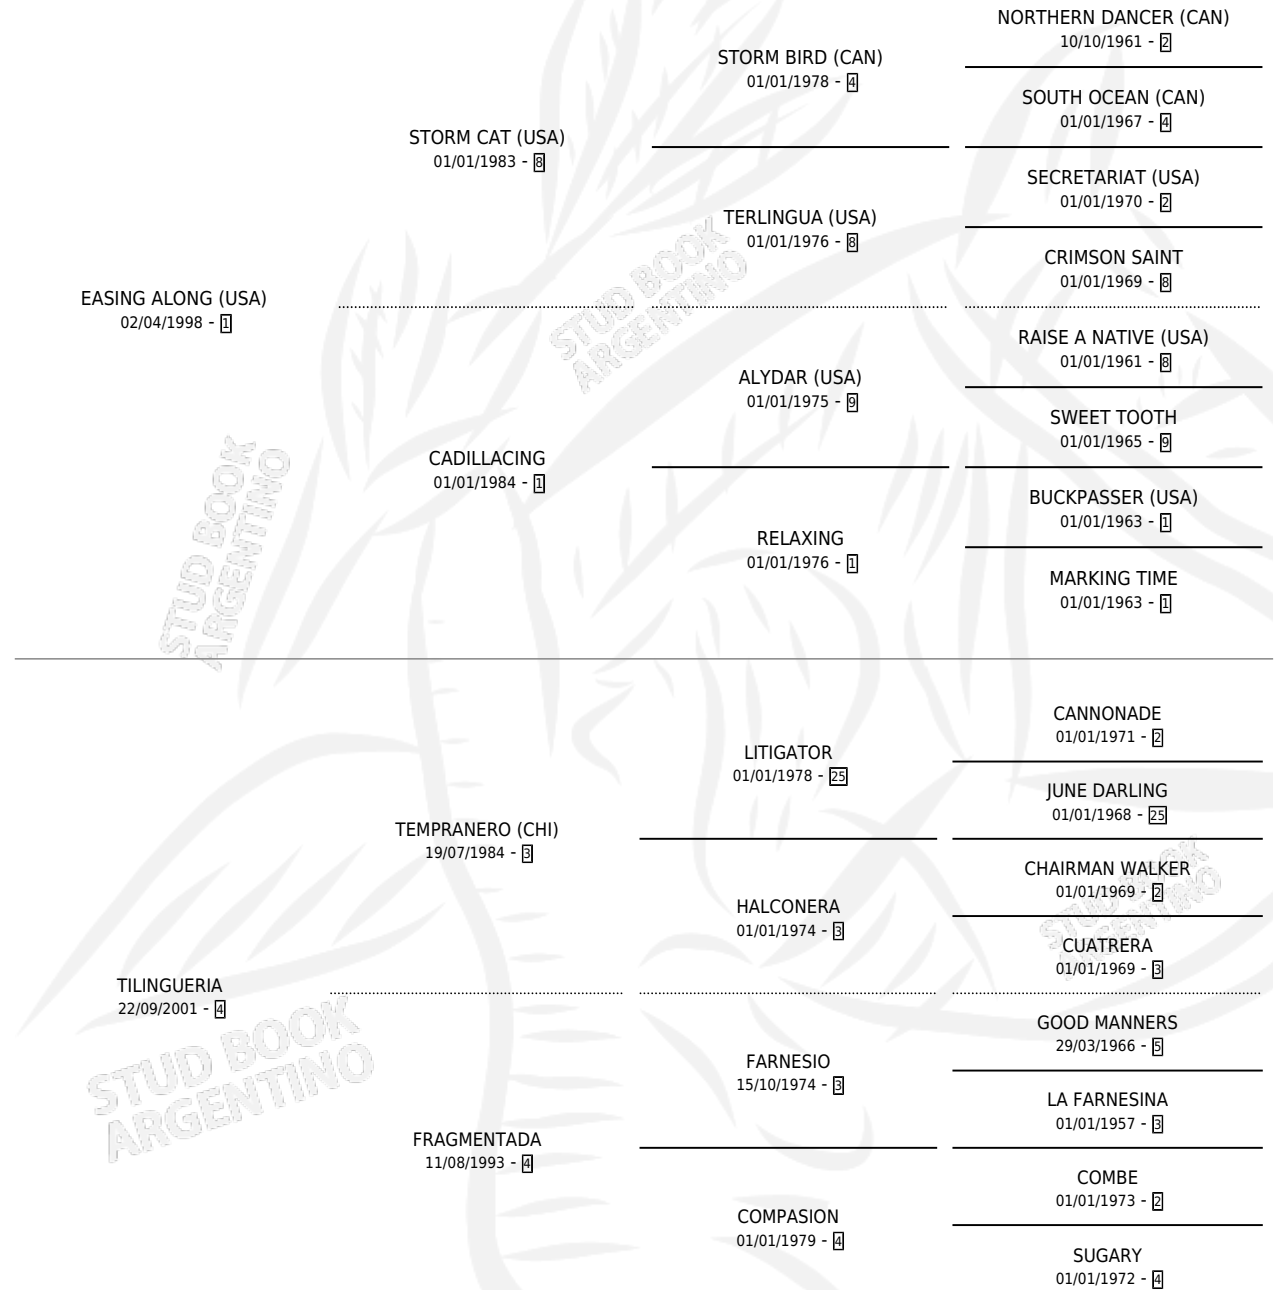 NORTHERN DANCER (CAN)
10/10/1961 - 2
STORM BIRD (CAN)
01/01/1978 - 4
SOUTH OCEAN (CAN)
01/01/1967 - 4
STORM CAT (USA)
01/01/1983 - 8
SECRETARIAT (USA)
01/01/1970 - 2
TERLINGUA (USA)
01/01/1976 - 8
CRIMSON SAINT
01/01/1969 - 8
EASING ALONG (USA)
02/04/1998 - 1
RAISE A NATIVE (USA)
01/01/1961 - 8
ALYDAR (USA)
01/01/1975 - 9
SWEET TOOTH
01/01/1965 - 9
CADILLACING
01/01/1984 - 1
BUCKPASSER (USA)
01/01/1963 - 1
RELAXING
01/01/1976 - 1
MARKING TIME
01/01/1963 - 1
CANNONADE
01/01/1971 - 2
LITIGATOR
01/01/1978 - 25
JUNE DARLING
01/01/1968 - 25
TEMPRANERO (CHI)
19/07/1984 - 3
CHAIRMAN WALKER
01/01/1969 - 2
HALCONERA
01/01/1974 - 3
CUATRERA
01/01/1969 - 3
TILINGUERIA
22/09/2001 - 4
GOOD MANNERS
29/03/1966 - 5
FARNESIO
15/10/1974 - 3
LA FARNESINA
01/01/1957 - 3
FRAGMENTADA
11/08/1993 - 4
COMBE
01/01/1973 - 2
COMPASION
01/01/1979 - 4
SUGARY
01/01/1972 - 4
STUD BOOK
ARGENTINO
STUD BOOK
ARGENTINO
STUD BOOK
ARGENTINO
STUD BOOK
ARGENTINO